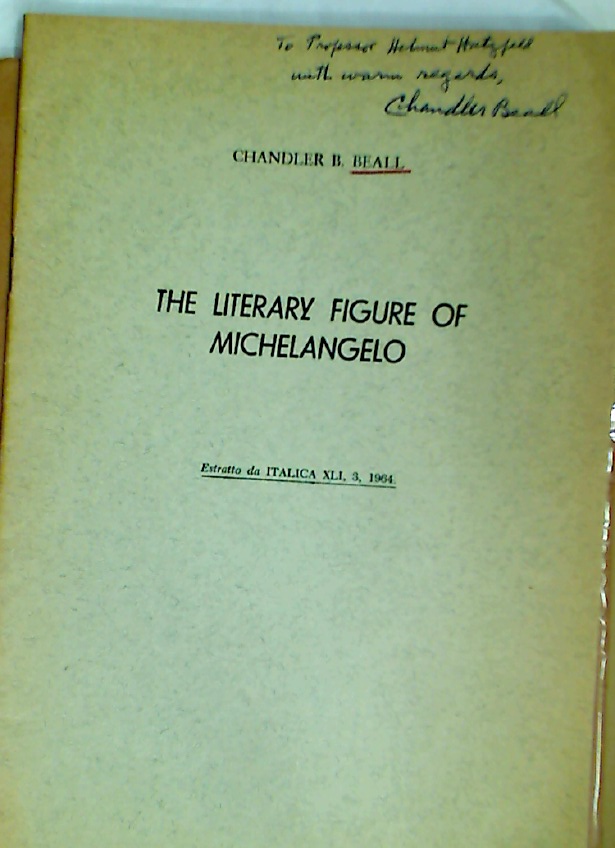 To Professor Helmut Hatzfeld
with warm regards,
Chandler Beall
CHANDLER B. BEALL
THE LITERARY FIGURE OF
MICHELANGELO
Estratto da ITALICA XLI, 3, 1964.